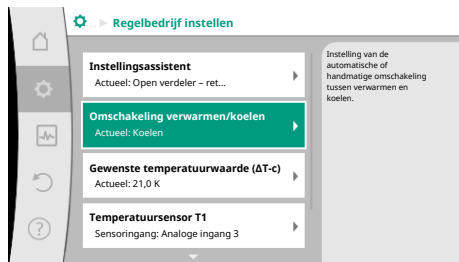 Regelbedrijf instellen
Instellingsassistent
Actueel: Open verdeler – ret...
Omschakeling verwarmen/koelen
Actueel: Koelen
Gewenste temperatuurwaarde (ΔT-c)
Actueel: 21,0 K
Temperatuursensor T1
Sensoringang: Analoge ingang 3
Instelling van de
automatische of
handmatige omschakeling
tussen verwarmen en
koelen.